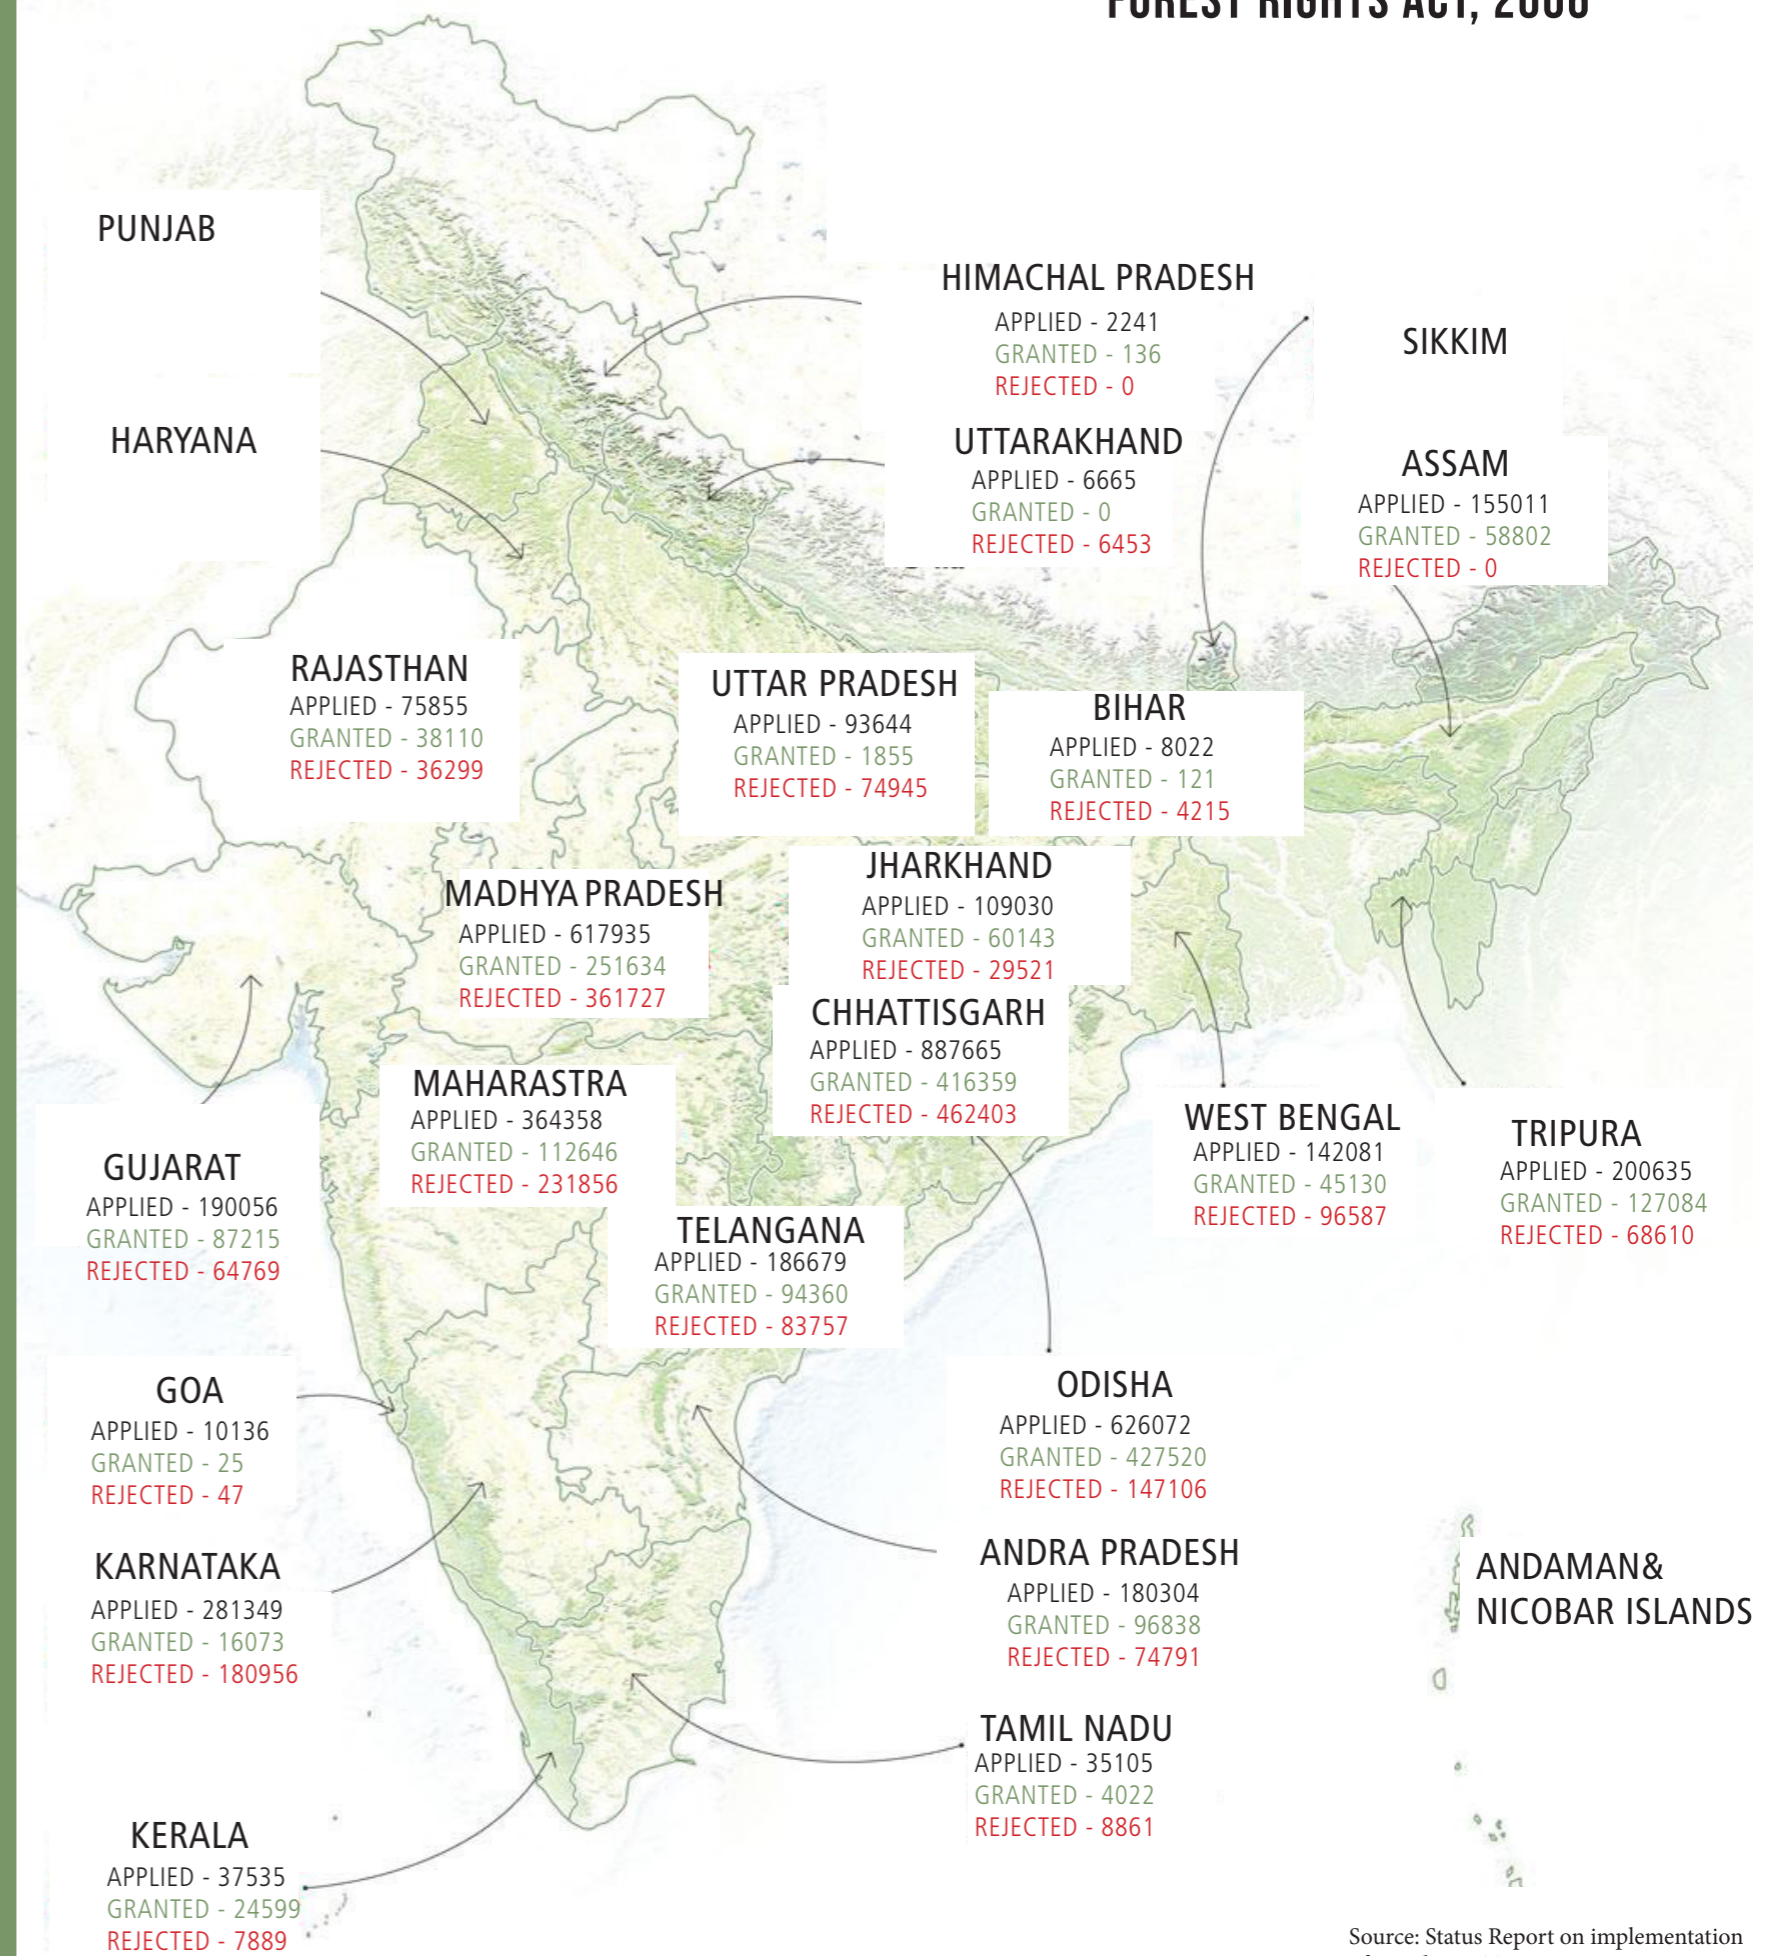 FOREST RIGHTS ACT, 2006
PUNJAB
HARYANA
HIMACHAL PRADESH
APPLIED - 2241
GRANTED - 136
REJECTED - 0
SIKKIM
UTTARAKHAND
APPLIED - 6665
GRANTED - 0
REJECTED - 6453
ASSAM
APPLIED - 155011
GRANTED - 58802
REJECTED - 0
RAJASTHAN
APPLIED - 75855
GRANTED - 38110
REJECTED - 36299
UTTAR PRADESH
APPLIED - 93644
GRANTED - 1855
REJECTED - 74945
BIHAR
APPLIED - 8022
GRANTED - 121
REJECTED - 4215
MADHYA PRADESH
APPLIED - 617935
GRANTED - 251634
REJECTED - 361727
JHARKHAND
APPLIED - 109030
GRANTED - 60143
REJECTED - 29521
CHHATTISGARH
APPLIED - 887665
GRANTED - 416359
REJECTED - 462403
MAHARASTRA
APPLIED - 364358
GRANTED - 112646
REJECTED - 231856
WEST BENGAL
APPLIED - 142081
GRANTED - 45130
REJECTED - 96587
TRIPURA
APPLIED - 200635
GRANTED - 127084
REJECTED - 68610
GUJARAT
APPLIED - 190056
GRANTED - 87215
REJECTED - 64769
TELANGANA
APPLIED - 186679
GRANTED - 94360
REJECTED - 83757
GOA
APPLIED - 10136
GRANTED - 25
REJECTED - 47
ODISHA
APPLIED - 626072
GRANTED - 427520
REJECTED - 147106
KARNATAKA
APPLIED - 281349
GRANTED - 16073
REJECTED - 180956
ANDRA PRADESH
APPLIED - 180304
GRANTED - 96838
REJECTED - 74791
ANDAMAN&
NICOBAR ISLANDS
TAMIL NADU
APPLIED - 35105
GRANTED - 4022
REJECTED - 8861
KERALA
APPLIED - 37535
GRANTED - 24599
REJECTED - 7889
Source: Status Report on implementation